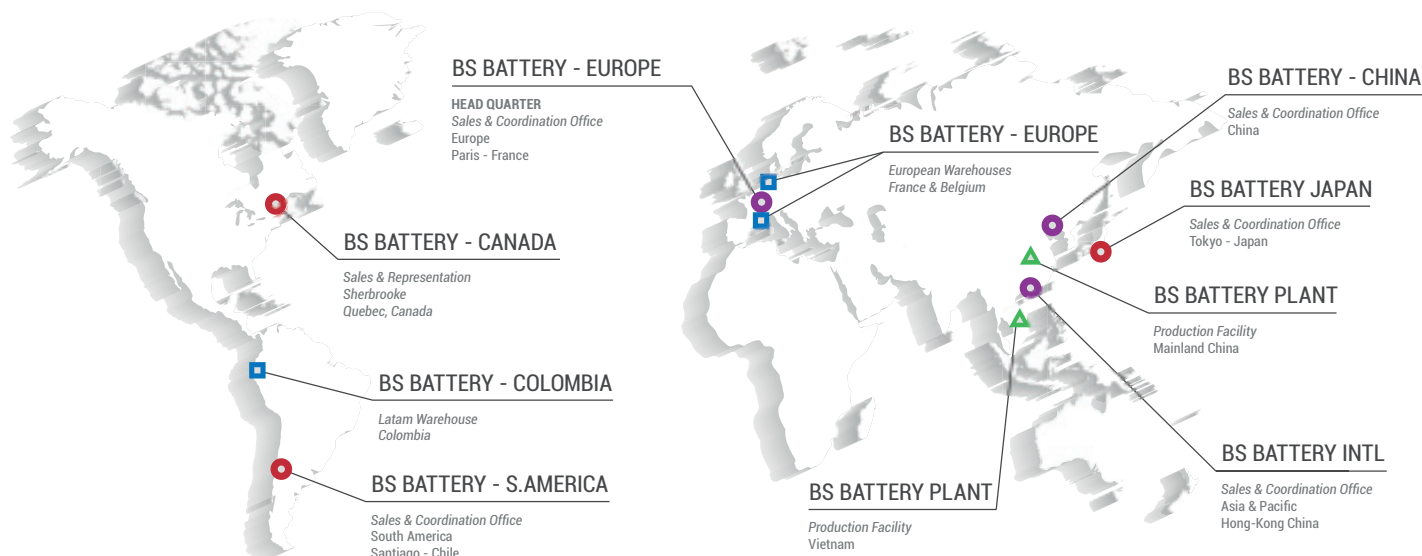 BS BATTERY - EUROPE
HEAD QUARTER
Sales & Coordination Office
Europe
Paris - France
BS BATTERY - EUROPE
European Warehouses
France & Belgium
BS BATTERY - CHINA
Sales & Coordination Office
China
BS BATTERY JAPAN
Sales & Coordination Office
Tokyo - Japan
BS BATTERY - CANADA
Sales & Representation
Sherbrooke
Quebec, Canada
BS BATTERY PLANT
Production Facility
Mainland China
BS BATTERY - COLOMBIA
Latam Warehouse
Colombia
BS BATTERY INTL
Sales & Coordination Office
Asia & Pacific
Hong-Kong China
BS BATTERY - S.AMERICA
Sales & Coordination Office
South America
Santiago - Chile
BS BATTERY PLANT
Production Facility
Vietnam